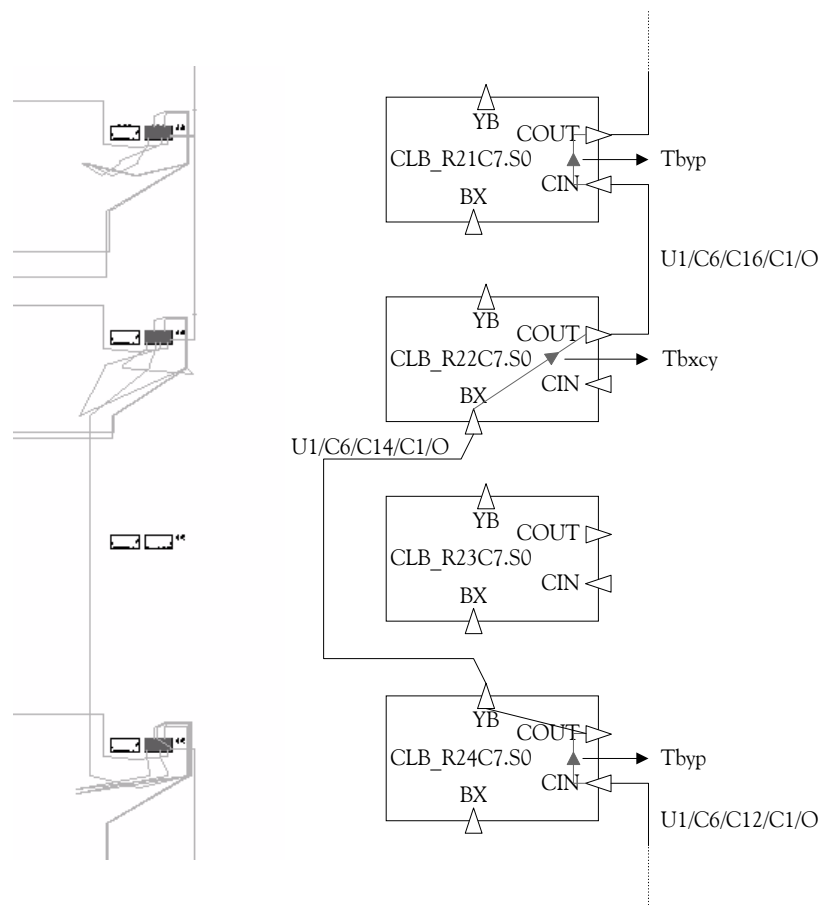 YB
COUT
CLB_R21C7.S0
Tbyp
CIN
BX
U1/C6/C16/C1/O
YB
COUT
CLB_R22C7.S0
Tbxcy
CIN
BX
U1/C6/C14/C1/O
YB
COUT
CLB_R23C7.S0
CIN
BX
YB
COUT
CLB_R24C7.S0
Tbyp
CIN
BX
U1/C6/C12/C1/O